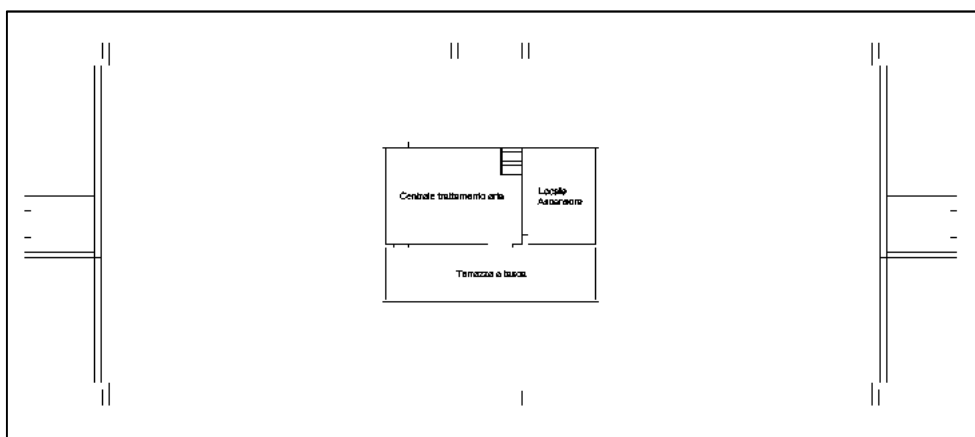 Centrale trattamento aria
Locale
Ascensore
Terrazza a tasca